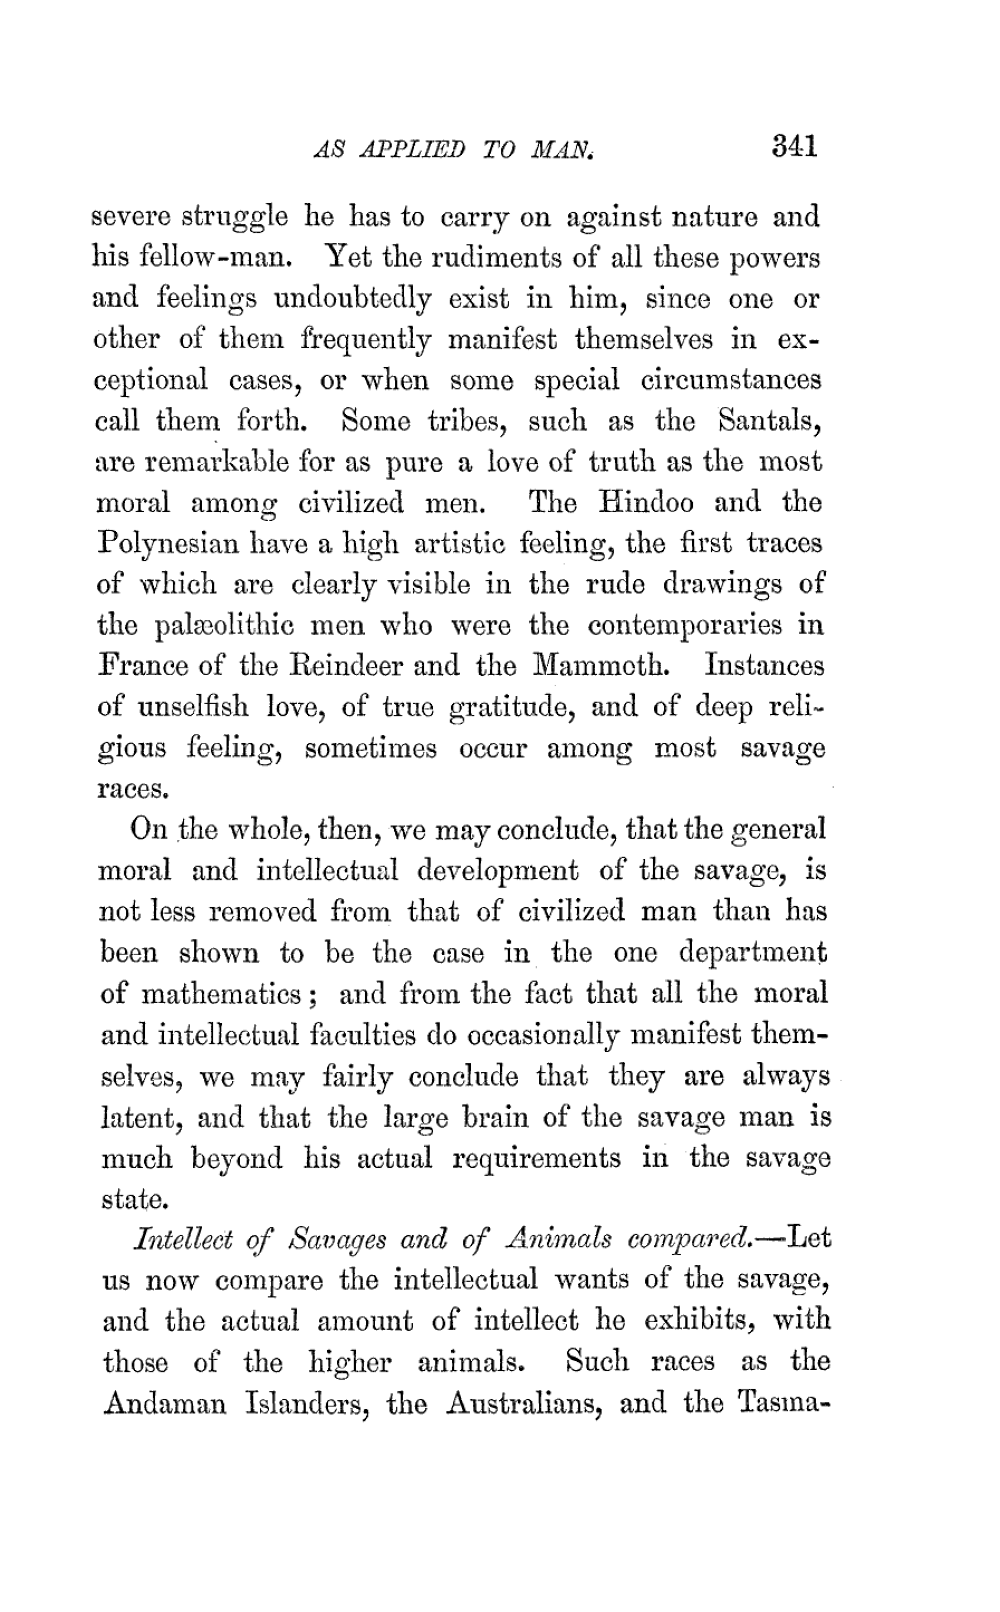 AS APPLIED TO MAN. 341
severe struggle he has to carry on against nature and
his fellow-man. Yet the rudiments of all these powers
and feelings undoubtedly exist in him, since one or
other of them frequently manifest themselves in ex-
ceptional cases, or when some special circumstances
call them forth. Some tribes, such as the Santals,
are remarkable for as pure a love of truth as the most
moral among civilized men. The Hindoo and the
Polynesian have a high artistic feeling, the first traces
of which are clearly visible in the rude drawings of
the palæolithic men who were the contemporaries in
France of the Reindeer and the Mammoth. Instances
of unselfish love, of true gratitude, and of deep reli-
gious feeling, sometimes occur among most savage
races.
On the whole, then, we may conclude, that the general
moral and intellectual development of the savage, is
not less removed from that of civilized man than has
been shown to be the case in the one department
of mathematics; and from the fact that all the moral
and intellectual faculties do occasionally manifest them-
selves, we may fairly conclude that they are always
latent, and that the large brain of the savage man is
much beyond his actual requirements in the savage
state.
Intellect of Savages and of Animals compared.—Let
us now compare the intellectual wants of the savage,
and the actual amount of intellect he exhibits, with
those of the higher animals. Such races as the
Andaman Islanders, the Australians, and the Tasma-